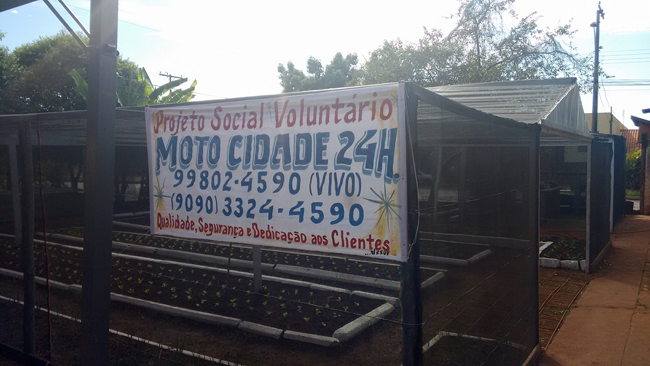 Projeto Social Voluntário
MOTO CIDADE 24H.
99802-4590 (VIVO)
(9090) 3324-4590
Qualidade, Segurança e Dedicação aos Clientes